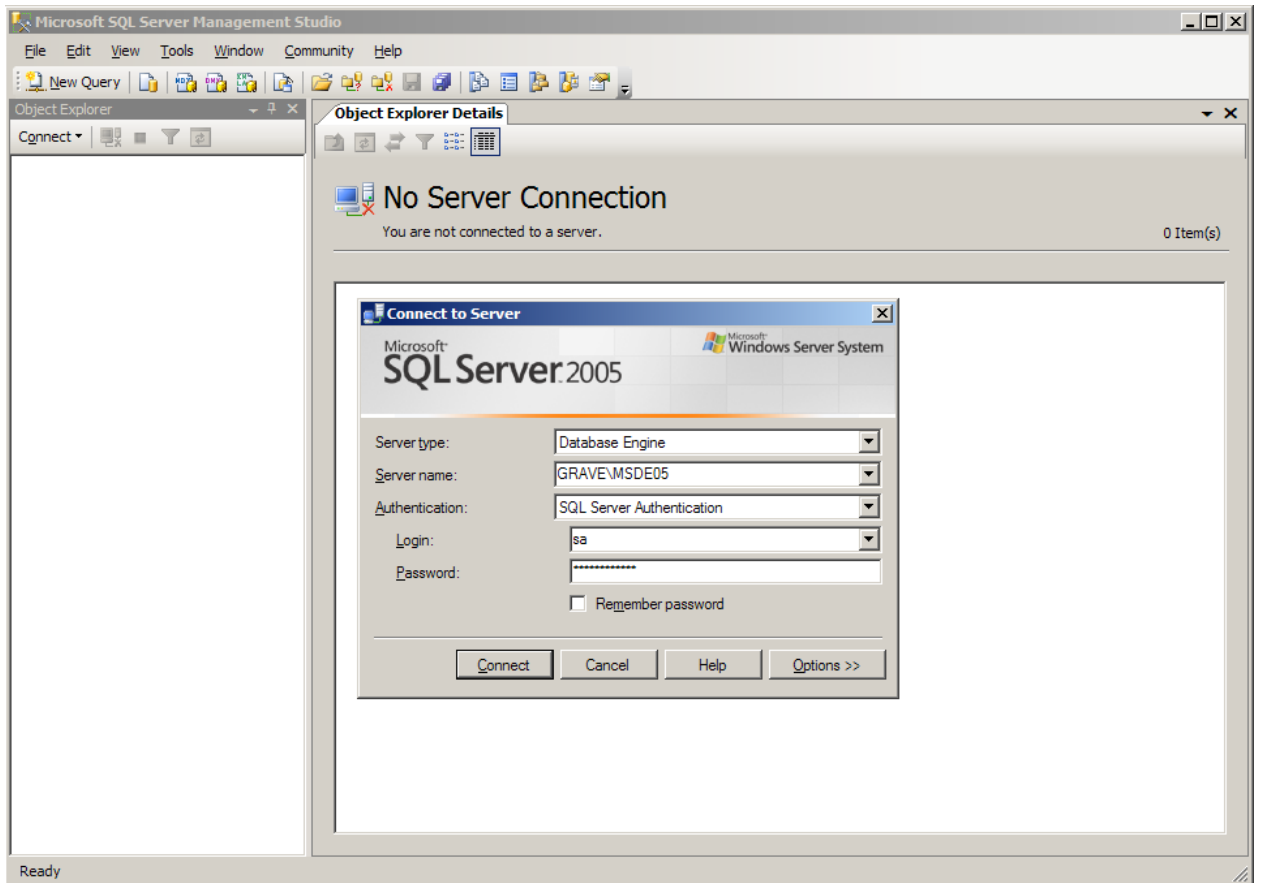 Microsoft SQL Server Management Studio
File Edit View Tools Window Community Help
New Query
Object Explorer
Connect
Object Explorer Details
No Server Connection
You are not connected to a server.
0 Item(s)
Connect to Server
Microsoft
SQL Server 2005
Microsoft
Windows Server System
Server type: Database Engine
Server name: GRAVE\MSDE05
Authentication: SQL Server Authentication
Login: sa
Password: ************
Remember password
Connect Cancel Help Options >>
Ready